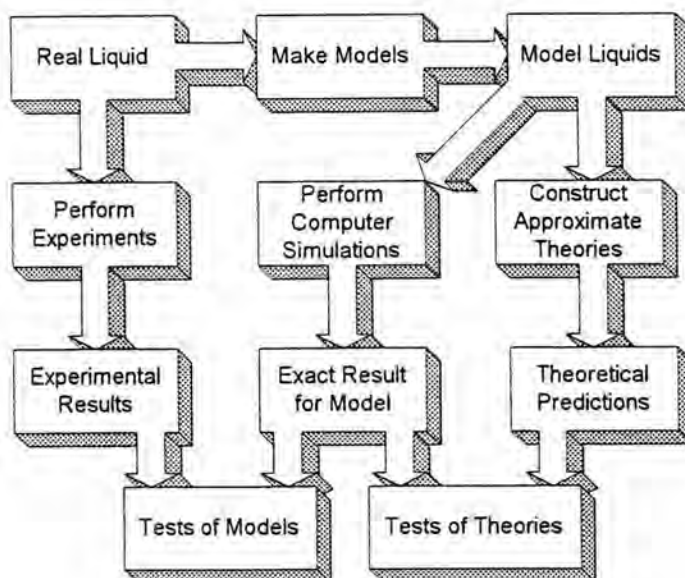 Real Liquid
Make Models
Model Liquids
Perform
Experiments
Perform
Computer
Simulations
Construct
Approximate
Theories
Experimental
Results
Exact Result
for Model
Theoretical
Predictions
Tests of Models
Tests of Theories